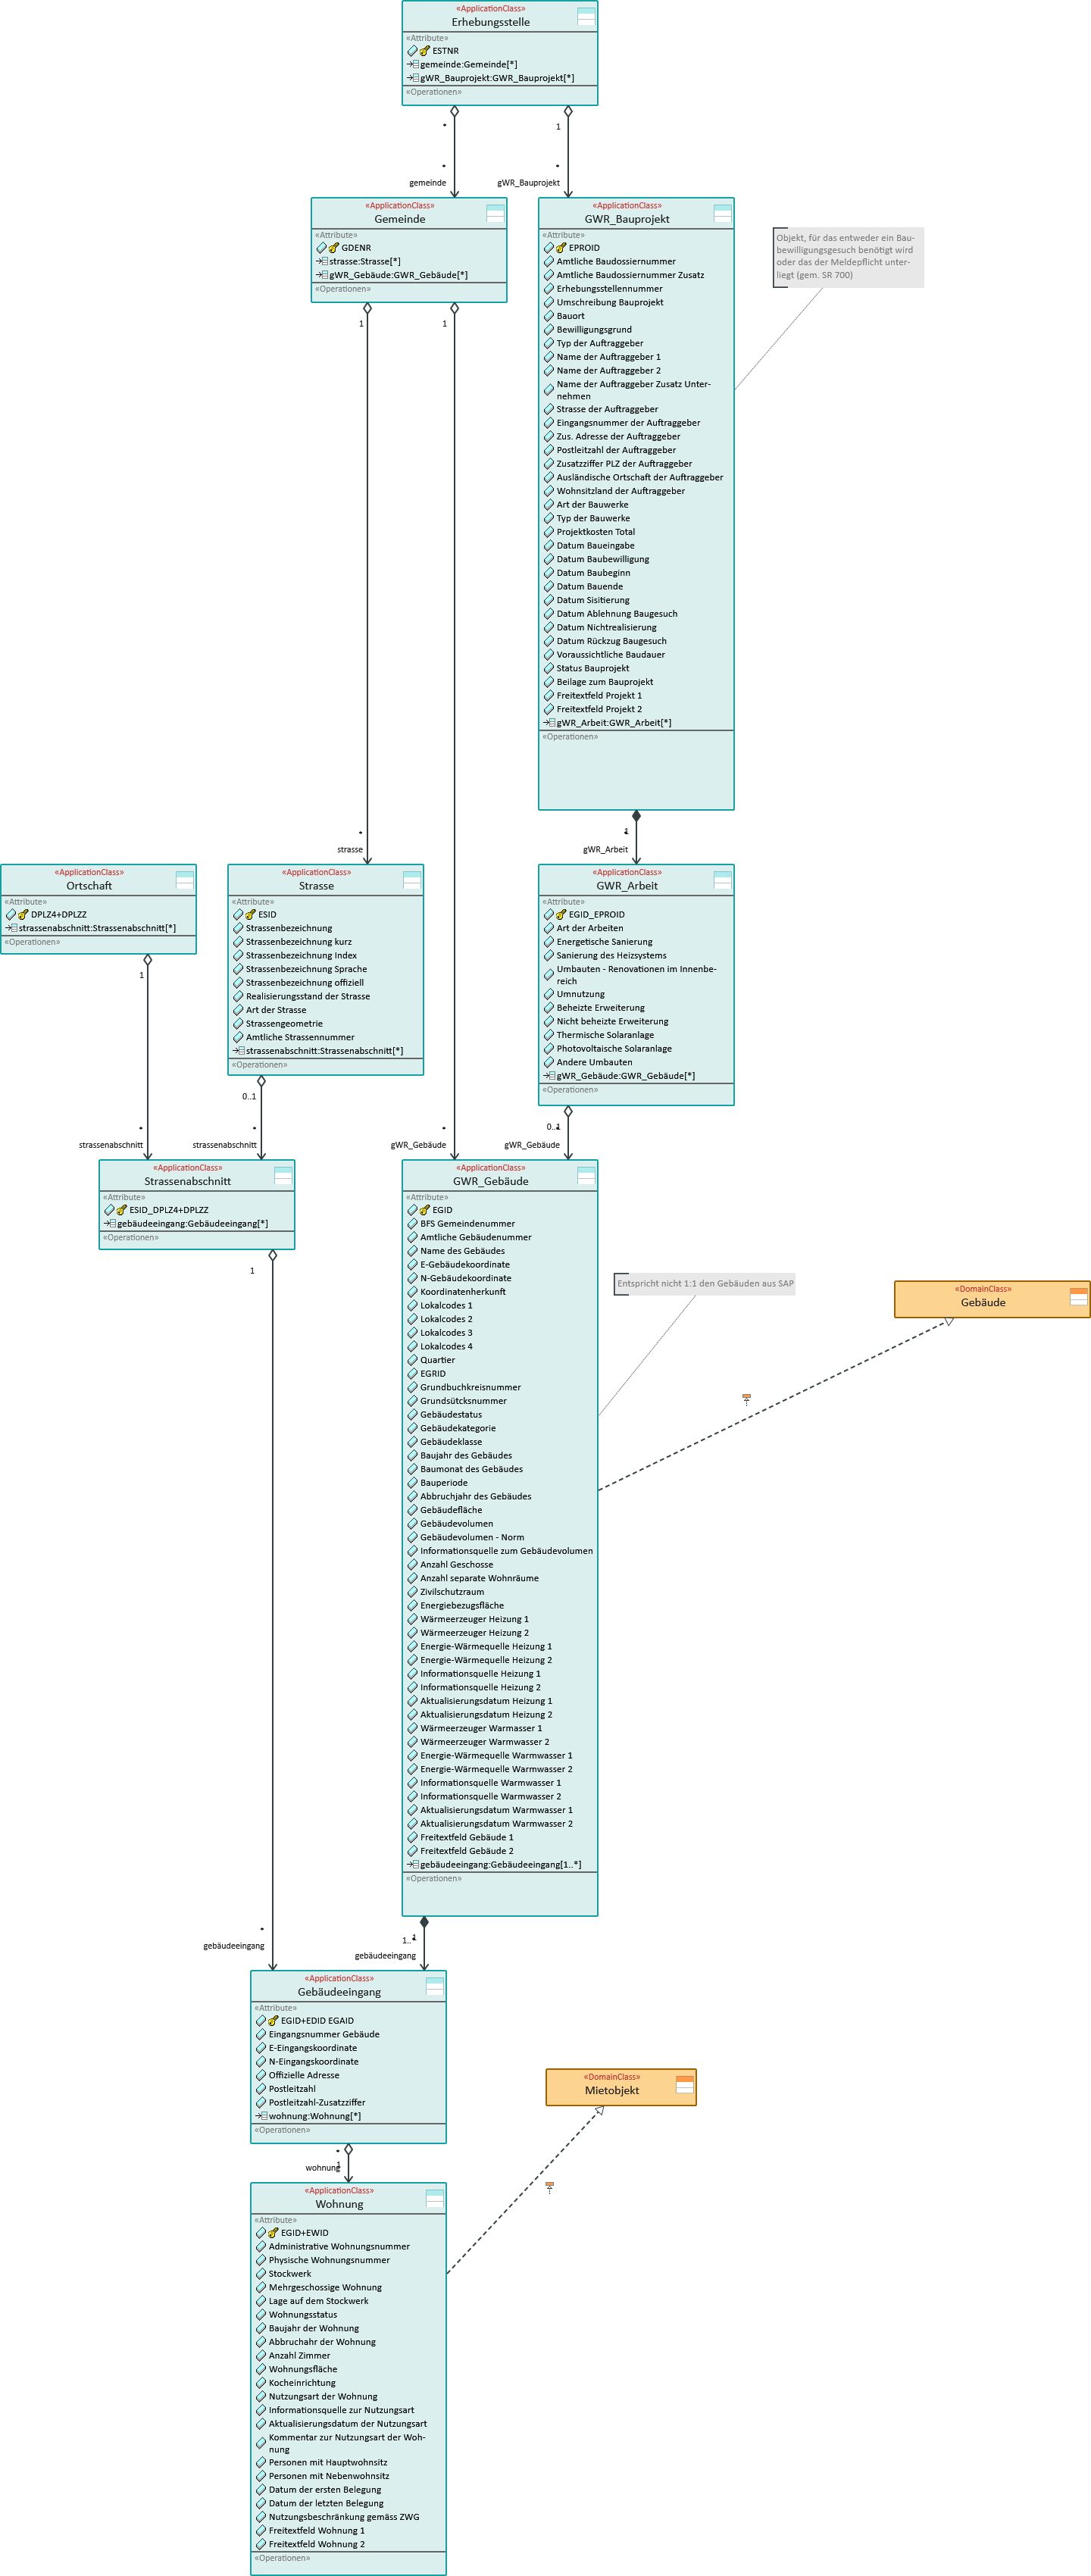 «ApplicationClass»
Erhebungsstelle
«Attribute»
ESTNR
gemeinde:Gemeinde[*]
gWR_Bauprojekt:GWR_Bauprojekt[*]
«Operationen»
*
1
*
*
gemeinde
gWR_Bauprojekt
«ApplicationClass»
Gemeinde
«Attribute»
GDENR
strasse:Strasse[*]
gWR_Gebäude:GWR_Gebäude[*]
«Operationen»
1
1
«ApplicationClass»
GWR_Bauprojekt
«Attribute»
EPROID
Amtliche Baudossiernummer
Amtliche Baudossiernummer Zusatz
Erhebungsstellennummer
Umschreibung Bauprojekt
Bauort
Bewilligungsgrund
Typ der Auftraggeber
Name der Auftraggeber 1
Name der Auftraggeber 2
Name der Auftraggeber Zusatz Unter-
nehmen
Strasse der Auftraggeber
Eingangsnummer der Auftraggeber
Zus. Adresse der Auftraggeber
Postleitzahl der Auftraggeber
Zusatzziffer PLZ der Auftraggeber
Ausländische Ortschaft der Auftraggeber
Wohnsitzland der Auftraggeber
Art der Bauwerke
Typ der Bauwerke
Projektkosten Total
Datum Baueingabe
Datum Baubewilligung
Datum Baubeginn
Datum Bauende
Datum Sisitierung
Datum Ablehnung Baugesuch
Datum Nichtrealisierung
Datum Rückzug Baugesuch
Voraussichtliche Baudauer
Status Bauprojekt
Beilage zum Bauprojekt
Freitextfeld Projekt 1
Freitextfeld Projekt 2
gWR_Arbeit:GWR_Arbeit[*]
«Operationen»
Objekt, für das entweder ein Bau-
bewilligungsgesuch benötigt wird
oder das der Meldepflicht unter-
liegt (gem. SR 700)
*
strasse
1
gWR_Arbeit
«ApplicationClass»
Ortschaft
«Attribute»
DPLZ4+DPLZZ
strassenabschnitt:Strassenabschnitt[*]
«Operationen»
1
«ApplicationClass»
Strasse
«Attribute»
ESID
Strassenbezeichnung
Strassenbezeichnung kurz
Strassenbezeichnung Index
Strassenbezeichnung Sprache
Strassenbezeichnung offiziell
Realisierungsstand der Strasse
Art der Strasse
Strassengeometrie
Amtliche Strassennummer
strassenabschnitt:Strassenabschnitt[*]
«Operationen»
0..1
«ApplicationClass»
GWR_Arbeit
«Attribute»
EGID_EPROID
Art der Arbeiten
Energetische Sanierung
Sanierung des Heizsystems
Umbauten - Renovationen im Innenbe-
reich
Umnutzung
Beheizte Erweiterung
Nicht beheizte Erweiterung
Thermische Solaranlage
Photovoltaische Solaranlage
Andere Umbauten
gWR_Gebäude:GWR_Gebäude[*]
«Operationen»
*
strassenabschnitt
*
strassenabschnitt
*
gWR_Gebäude
0..1
gWR_Gebäude
«ApplicationClass»
Strassenabschnitt
«Attribute»
ESID_DPLZ4+DPLZZ
gebäudeeingang:Gebäudeeingang[*]
«Operationen»
1
«ApplicationClass»
GWR_Gebäude
«Attribute»
EGID
BFS Gemeindenummer
Amtliche Gebäudenummer
Name des Gebäudes
E-Gebäudekoordinate
N-Gebäudekoordinate
Koordinatenherkunft
Lokalcodes 1
Lokalcodes 2
Lokalcodes 3
Lokalcodes 4
Quartier
EGRID
Grundbuchkreisnummer
Grundsütcksnummer
Gebäudestatus
Gebäudekategorie
Gebäudeklasse
Baujahr des Gebäudes
Baumonat des Gebäudes
Bauperiode
Abbruchjahr des Gebäudes
Gebäudefläche
Gebäudevolumen
Gebäudevolumen - Norm
Informationsquelle zum Gebäudevolumen
Anzahl Geschosse
Anzahl separate Wohnräume
Zivilschutzraum
Energiebezugsfläche
Wärmeerzeuger Heizung 1
Wärmeerzeuger Heizung 2
Energie-Wärmequelle Heizung 1
Energie-Wärmequelle Heizung 2
Informationsquelle Heizung 1
Informationsquelle Heizung 2
Aktualisierungsdatum Heizung 1
Aktualisierungsdatum Heizung 2
Wärmeerzeuger Warmasser 1
Wärmeerzeuger Warmwasser 2
Energie-Wärmequelle Warmwasser 1
Energie-Wärmequelle Warmwasser 2
Informationsquelle Warmwasser 1
Informationsquelle Warmwasser 2
Aktualisierungsdatum Warmwasser 1
Aktualisierungsdatum Warmwasser 2
Freitextfeld Gebäude 1
Freitextfeld Gebäude 2
gebäudeeingang:Gebäudeeingang[1..*]
«Operationen»
Entspricht nicht 1:1 den Gebäuden aus SAP
«DomainClass»
Gebäude
*
gebäudeeingang
1..*
1
gebäudeeingang
«ApplicationClass»
Gebäudeeingang
«Attribute»
EGID+EDID EGAID
Eingangsnummer Gebäude
E-Eingangskoordinate
N-Eingangskoordinate
Offizielle Adresse
Postleitzahl
Postleitzahl-Zusatzziffer
wohnung:Wohnung[*]
«Operationen»
*
1
wohnung
«DomainClass»
Mietobjekt
«ApplicationClass»
Wohnung
«Attribute»
EGID+EWID
Administrative Wohnungsnummer
Physische Wohnungsnummer
Stockwerk
Mehrgeschossige Wohnung
Lage auf dem Stockwerk
Wohnungsstatus
Baujahr der Wohnung
Abbruchahr der Wohnung
Anzahl Zimmer
Wohnungsfläche
Kocheinrichtung
Nutzungsart der Wohnung
Informationsquelle zur Nutzungsart
Aktualisierungsdatum der Nutzungsart
Kommentar zur Nutzungsart der Woh-
nung
Personen mit Hauptwohnsitz
Personen mit Nebenwohnsitz
Datum der ersten Belegung
Datum der letzten Belegung
Nutzungsbeschränkung gemäss ZWG
Freitextfeld Wohnung 1
Freitextfeld Wohnung 2
«Operationen»